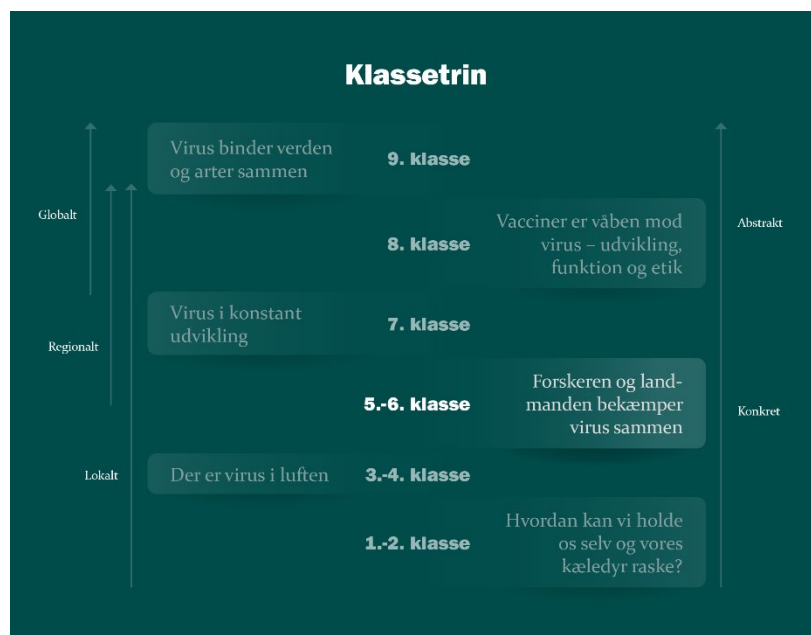 Klassetrin
Virus binder verden
og arter sammen
9. klasse
Globalt
Abstrakt
8. klasse
Vacciner er våben mod
virus – udvikling,
funktion og etik
Virus i konstant
udvikling
7. klasse
Regionalt
5.-6. klasse
Forskeren og land-
manden bekæmper
virus sammen
Konkret
Lokalt
Der er virus i luften
3.-4. klasse
1.-2. klasse
Hvordan kan vi holde
os selv og vores
kæledyr raske?